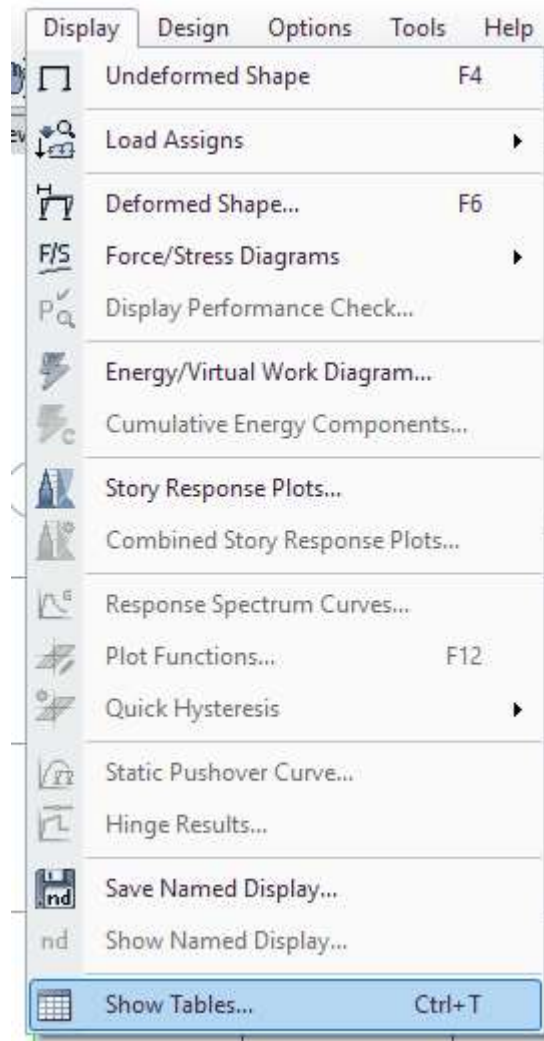 Display Design Options Tools Help
Undeformed Shape F4
Load Assigns
Deformed Shape... F6
F/S Force/Stress Diagrams
P Display Performance Check...
Energy/Virtual Work Diagram...
C Cumulative Energy Components...
Story Response Plots...
Combined Story Response Plots...
Response Spectrum Curves...
Plot Functions... F12
Quick Hysteresis
Static Pushover Curve...
Hinge Results...
.nd Save Named Display...
nd Show Named Display...
Show Tables... Ctrl+T